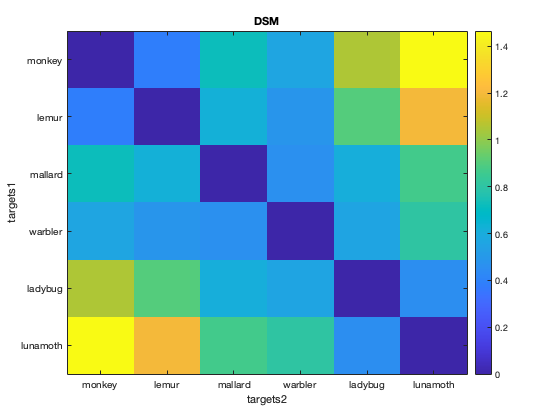 DSM
targets1
monkey
lemur
mallard
warbler
ladybug
lunamoth
monkey lemur mallard warbler ladybug lunamoth
targets2
1.4
1.2
1
0.8
0.6
0.4
0.2
0